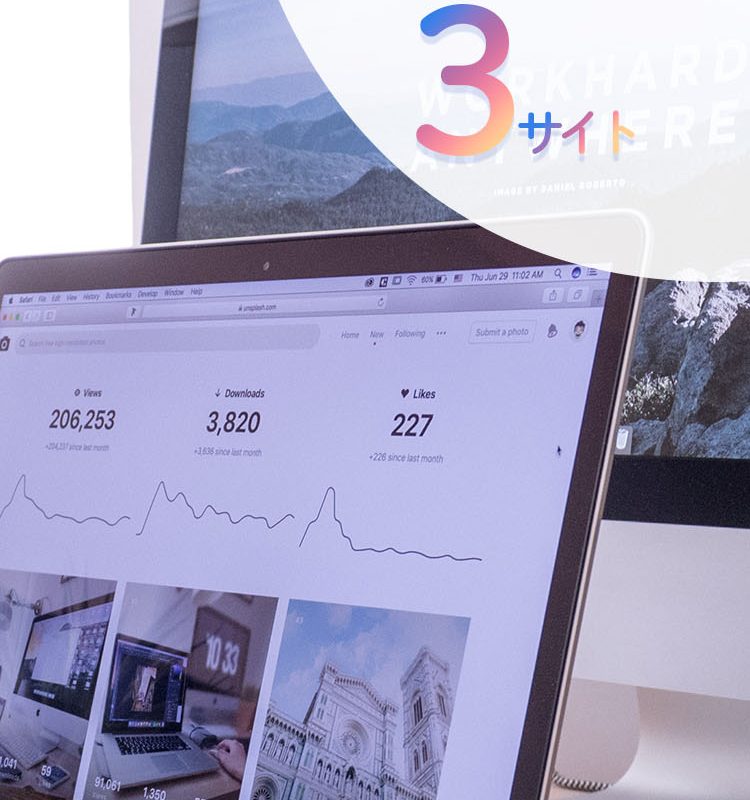 3サイト
WORKHARD
ANYWHERE
IMAGE BY DANIEL ROBERTO
Safari File Edit View History Bookmarks Develop Window Help
60% Thu Jun 29 11:02 AM
unsplash.com
Search free high-resolution photos
Home New Following ••• Submit a photo
Views Downloads Likes
206,253 3,820 227
+204,237 since last month +3,636 since last month +226 since last month
10 33
59
91,061 1,350